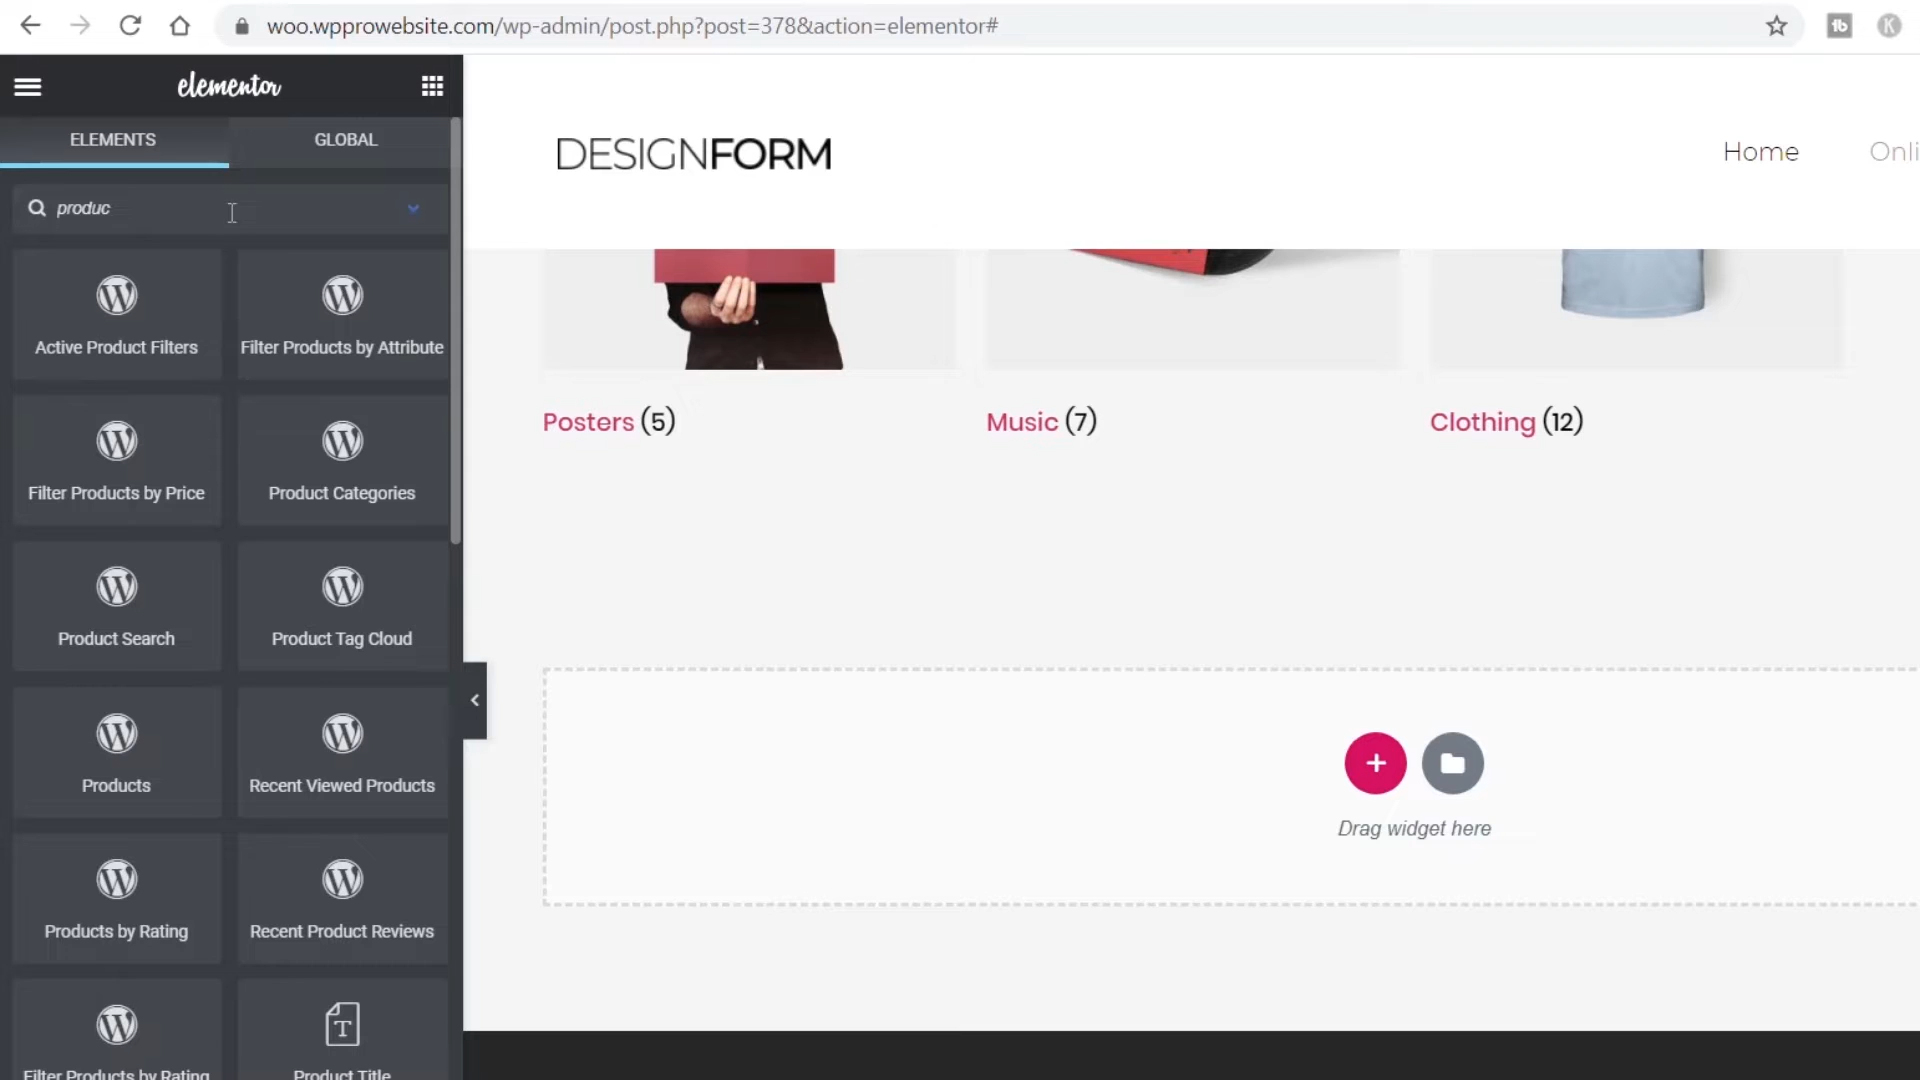 woo.wpprowebsite.com/wp-admin/post.php?post=378&action=elementor#
K
elementor
ELEMENTS
GLOBAL
produc
Active Product Filters
Filter Products by Attribute
Filter Products by Price
Product Categories
Product Search
Product Tag Cloud
Products
Recent Viewed Products
Products by Rating
Recent Product Reviews
Filter Products by Rating
Product Title
DESIGNFORM
Home
Onli
Posters (5)
Music (7)
Clothing (12)
Drag widget here